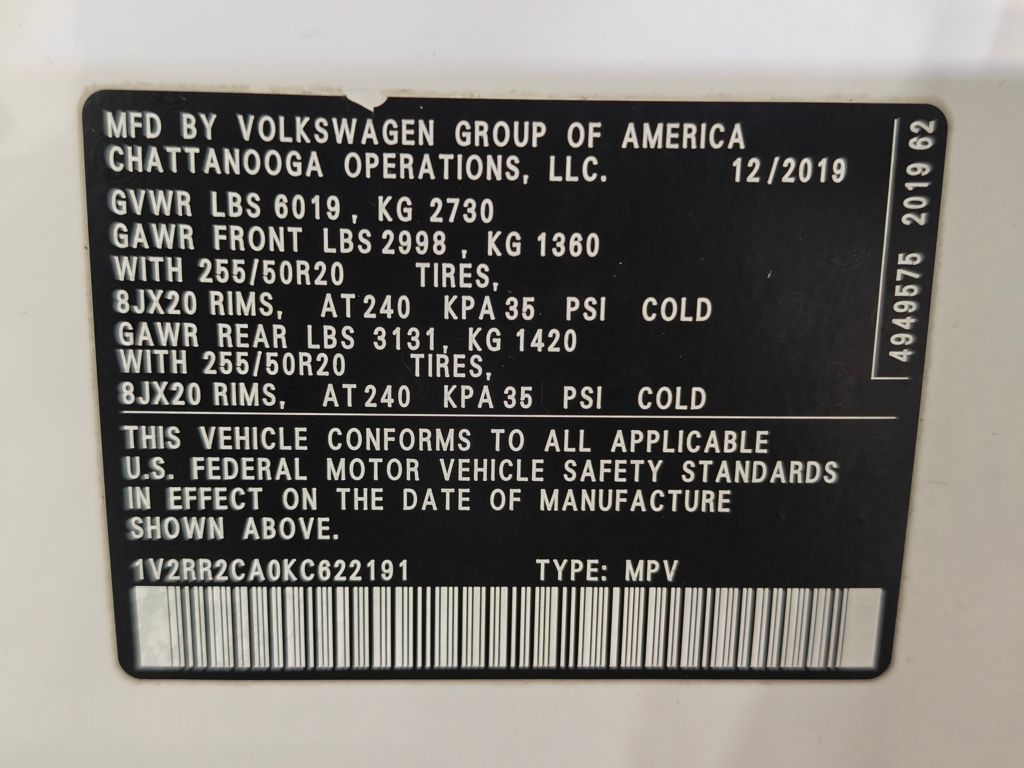 MFD BY VOLKSWAGEN GROUP OF AMERICA
CHATTANOOGA OPERATIONS, LLC. 12/2019
GVWR LBS 6019, KG 2730
GAWR FRONT LBS 2998, KG 1360
WITH 255/50R20 TIRES,
8JX20 RIMS, AT 240 KPA 35 PSI COLD
GAWR REAR LBS 3131, KG 1420
WITH 255/50R20 TIRES,
8JX20 RIMS, AT 240 KPA 35 PSI COLD
THIS VEHICLE CONFORMS TO ALL APPLICABLE
U.S. FEDERAL MOTOR VEHICLE SAFETY STANDARDS
IN EFFECT ON THE DATE OF MANUFACTURE
SHOWN ABOVE.
1V2RR2CA0KC622191 TYPE: MPV
4949575 2019 62